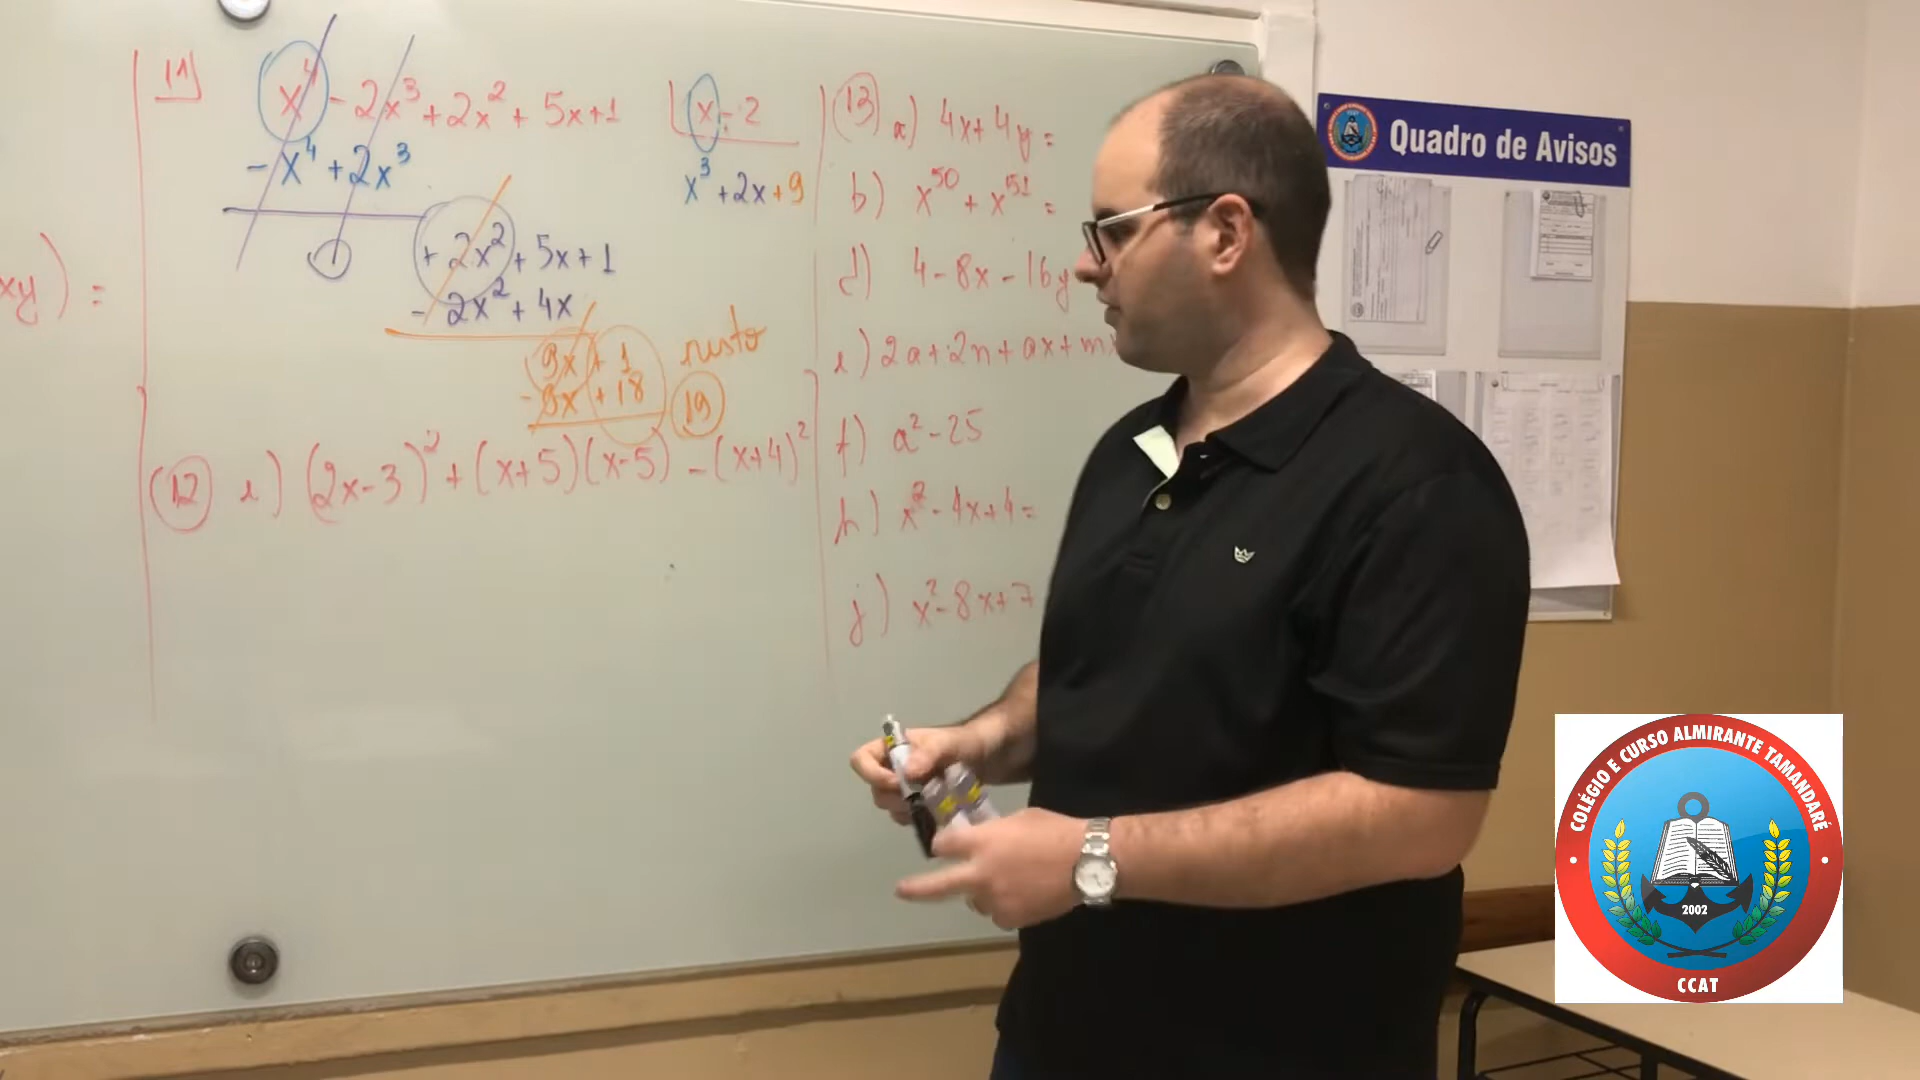 xy) =
11
x⁴ - 2x³ + 2x² + 5x + 1 | x - 2
- x⁴ + 2x³
x³ + 2x + 9
+ 2x² + 5x + 1
- 2x² + 4x
9x + 1 resto
- 9x + 18
19
12 e) (2x - 3)² + (x + 5)(x - 5) - (x + 4)²
13 a) 4x + 4y =
b) x⁵⁰ + x⁵¹ =
d) 4 - 8x - 16y
e) 2a + 2n + ax + mx
f) a² - 25
h) x² - 4x + 4 =
j) x² - 8x + 7
Quadro de Avisos
CCAT
COLÉGIO E CURSO ALMIRANTE TAMANDARÉ
2002
CCAT